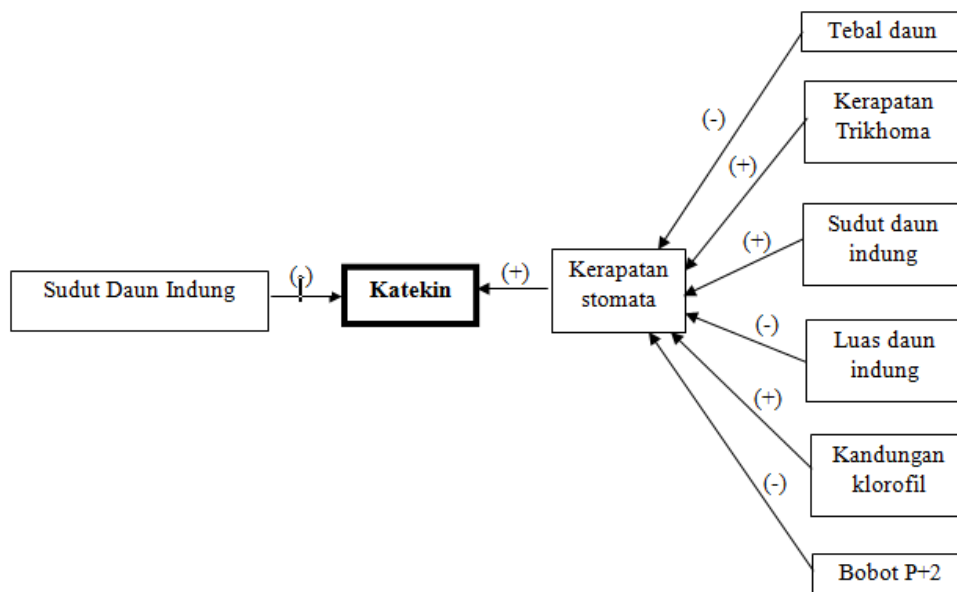 Tebal daun
(-)
Kerapatan
Trikhoma
(+)
Sudut daun
indung
(+)
Sudut Daun Indung
(-)
Katekin
(+)
Kerapatan
stomata
(-)
Luas daun
indung
(+)
Kandungan
klorofil
(-)
Bobot P+2